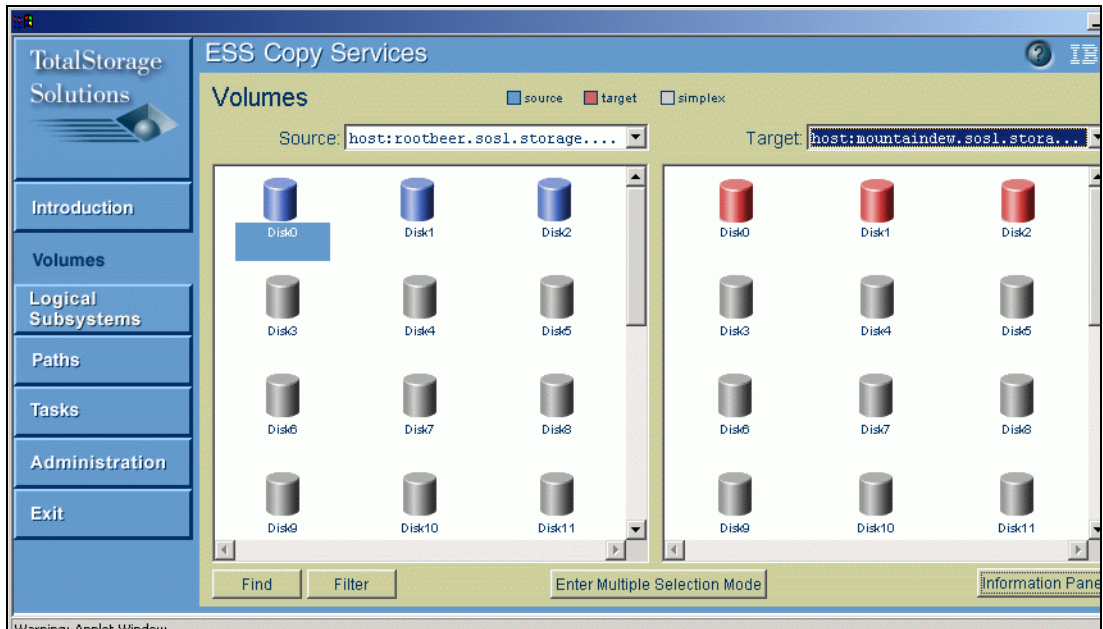 TotalStorage
Solutions
ESS Copy Services
? IB
Volumes
source target simplex
Source: host:rootbeer.sosl.storage....
Target: host:mountaindew.sosl.stora...
Introduction
Volumes
Logical
Subsystems
Paths
Tasks
Administration
Exit
Disk0 Disk1 Disk2
Disk3 Disk4 Disk5
Disk6 Disk7 Disk8
Disk9 Disk10 Disk11
Disk0 Disk1 Disk2
Disk3 Disk4 Disk5
Disk6 Disk7 Disk8
Disk9 Disk10 Disk11
Find Filter Enter Multiple Selection Mode Information Pane
Warning: Applet Window